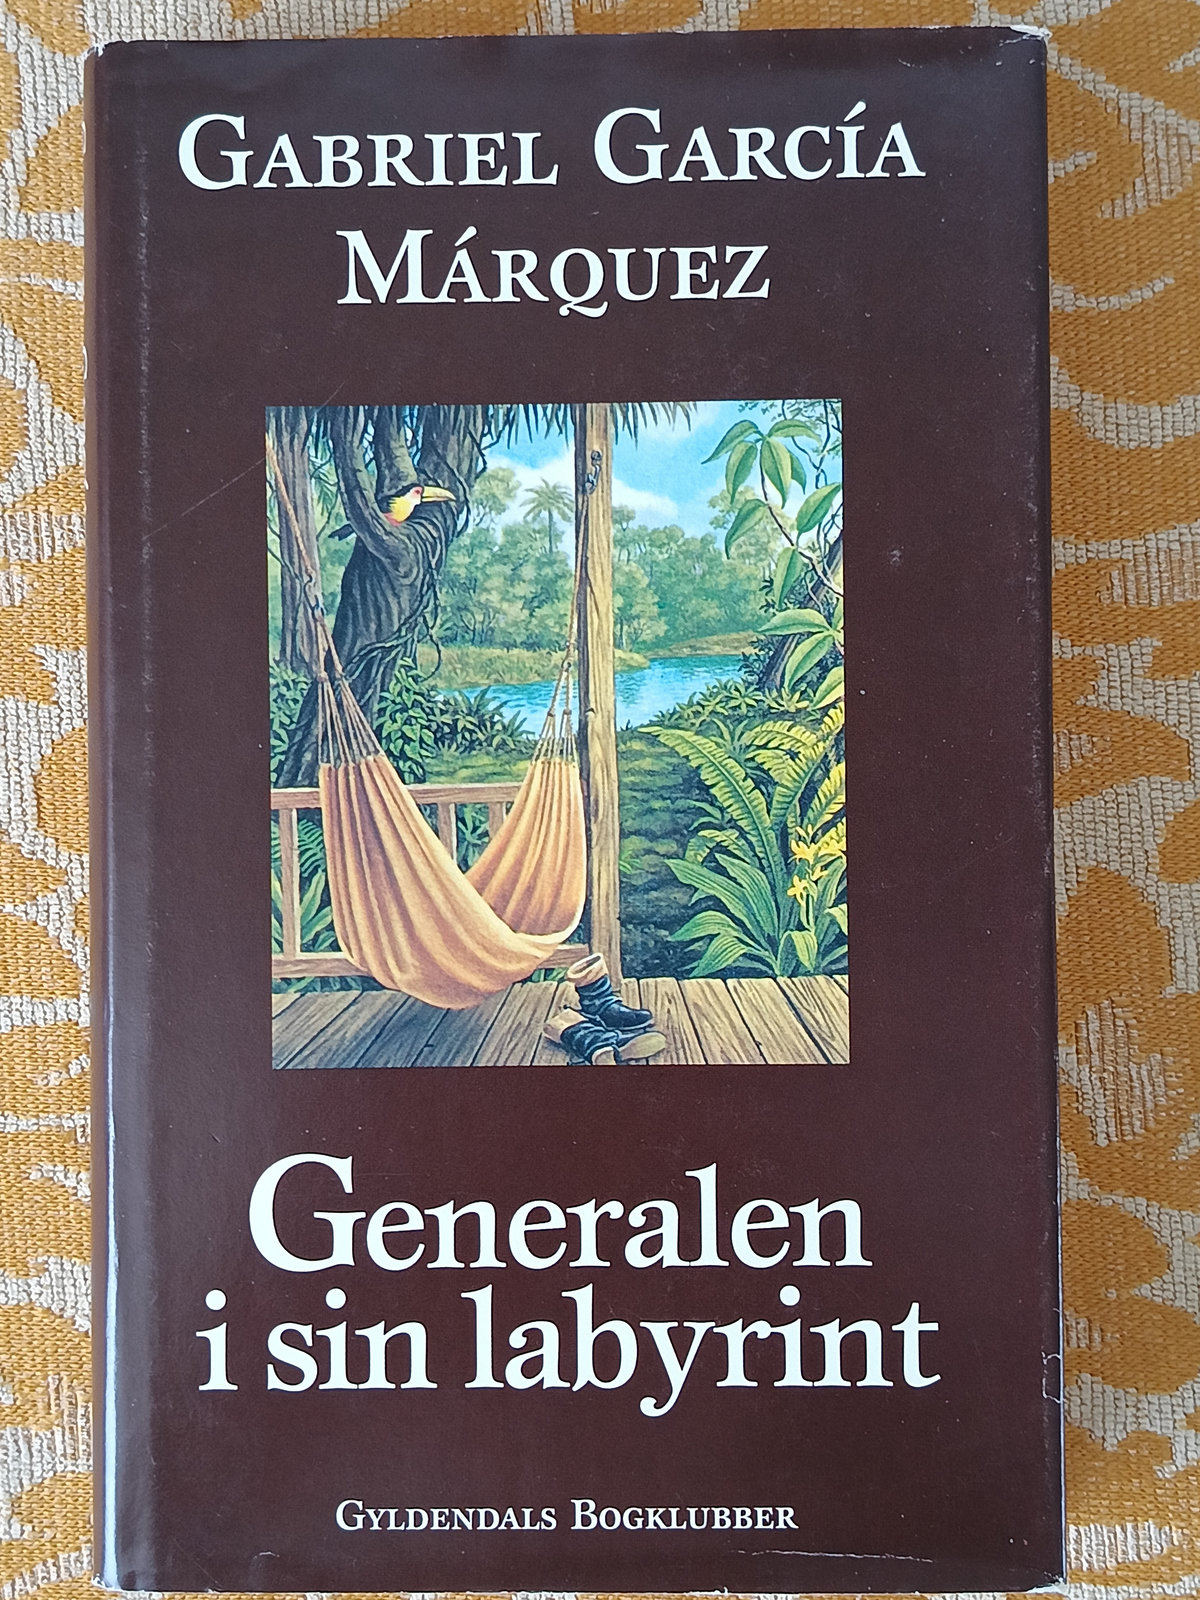 GABRIEL GARCÍA
MÁRQUEZ
Generalen
i sin labyrint
GYLDENDALS BOGKLUBBER